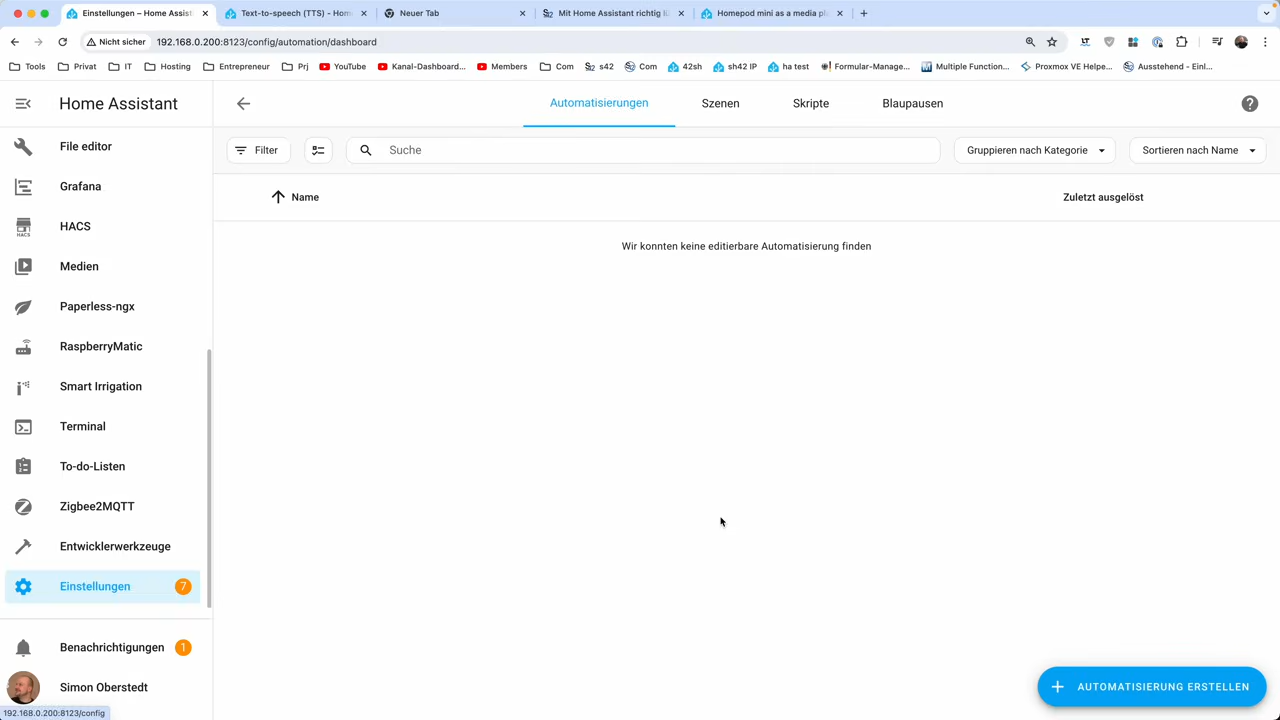 Einstellungen – Home Assist
Text-to-speech (TTS) - Home
Neuer Tab
Mit Home Assistant richtig lü
Homepod mini as a media pl
Nicht sicher
192.168.0.200:8123/config/automation/dashboard
Tools
Privat
IT
Hosting
Entrepreneur
Prj
YouTube
Kanal-Dashboard...
Members
Com
s42
Com
42sh
sh42 IP
ha test
Formular-Manage...
Multiple Function...
Proxmox VE Helpe...
Ausstehend - Einl...
Home Assistant
Automatisierungen
Szenen
Skripte
Blaupausen
File editor
Filter
Suche
Gruppieren nach Kategorie
Sortieren nach Name
Grafana
Name
Zuletzt ausgelöst
HACS
HACS
Wir konnten keine editierbare Automatisierung finden
Medien
Paperless-ngx
RaspberryMatic
Smart Irrigation
Terminal
To-do-Listen
Zigbee2MQTT
Entwicklerwerkzeuge
Einstellungen 7
Benachrichtigungen 1
Simon Oberstedt
AUTOMATISIERUNG ERSTELLEN
192.168.0.200:8123/config